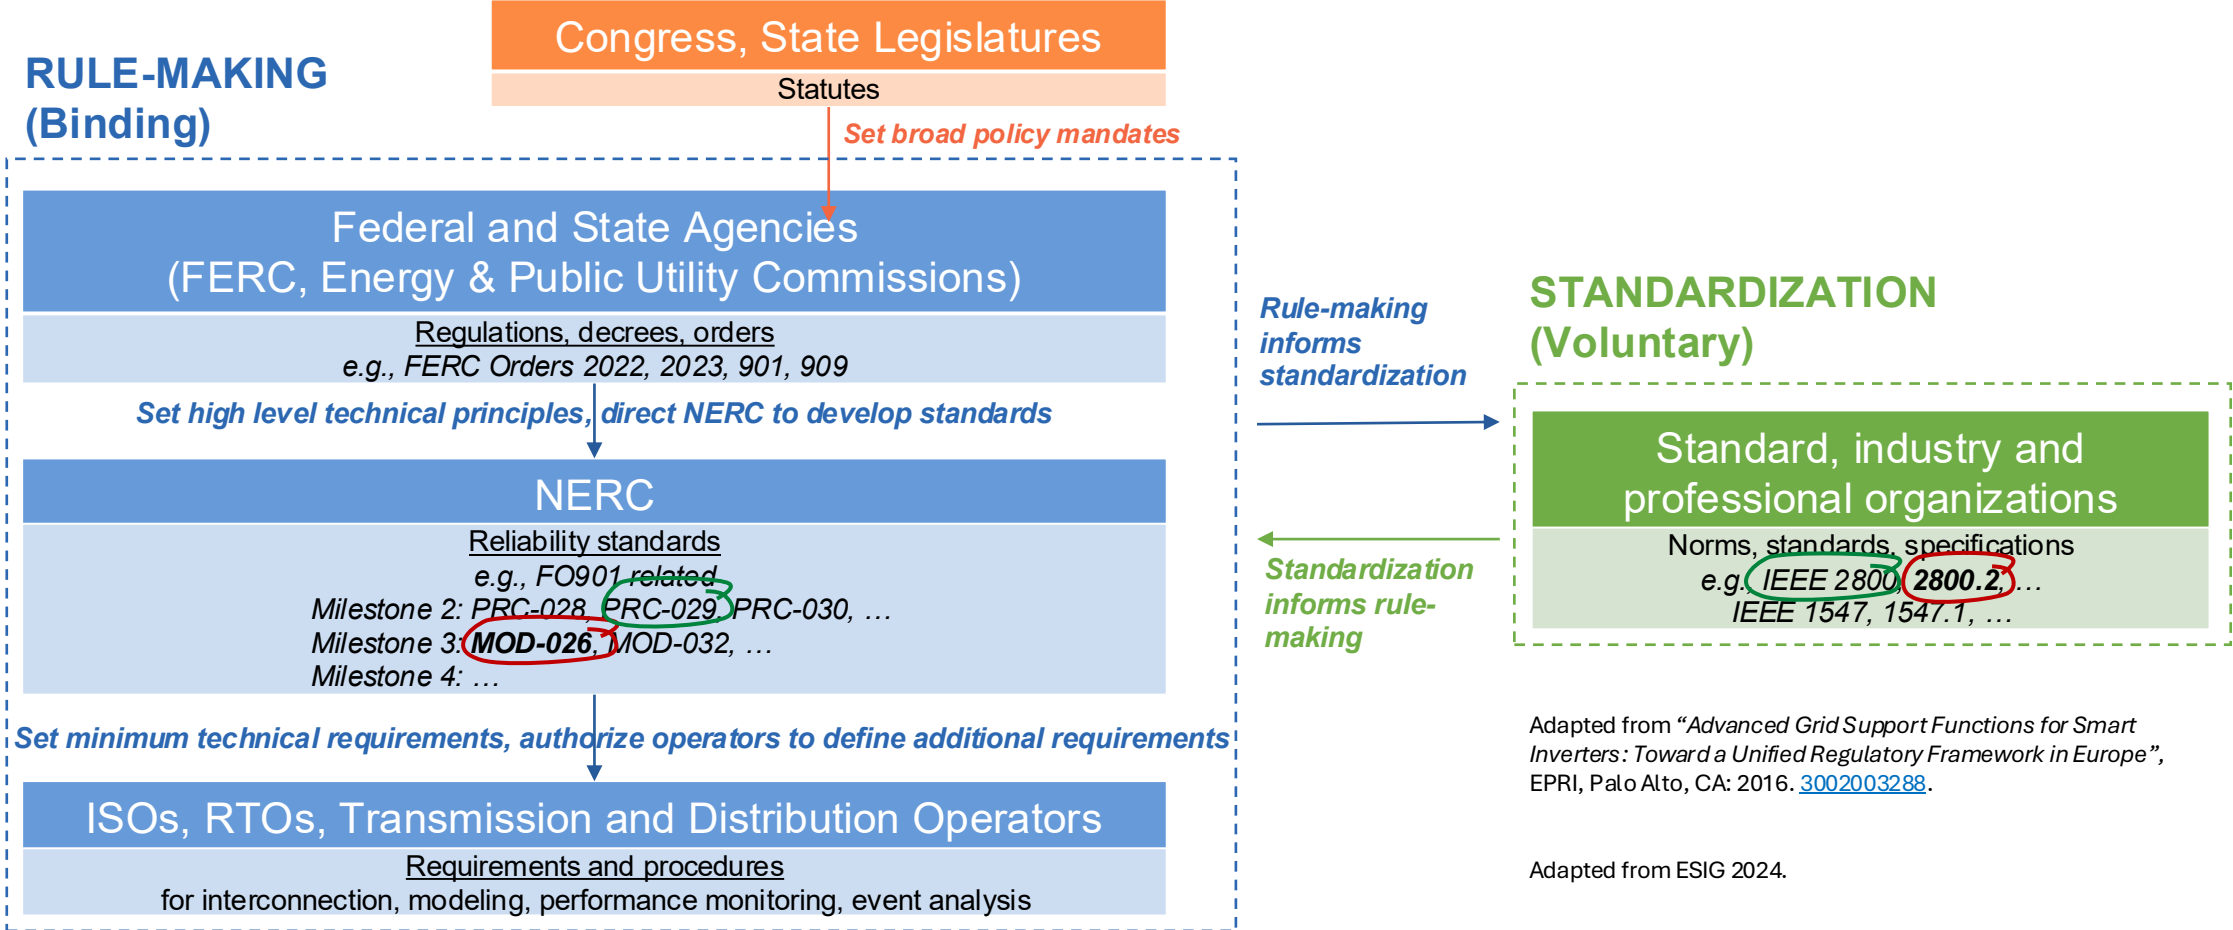 Congress, State Legislatures
Statutes
RULE-MAKING
(Binding)
Set broad policy mandates
Federal and State Agencies
(FERC, Energy & Public Utility Commissions)
Regulations, decrees, orders
e.g., FERC Orders 2022, 2023, 901, 909
Set high level technical principles, direct NERC to develop standards
NERC
Reliability standards
e.g., FO901 related
Milestone 2: PRC-028, PRC-029, PRC-030, …
Milestone 3: MOD-026, MOD-032, …
Milestone 4: …
Set minimum technical requirements, authorize operators to define additional requirements
ISOs, RTOs, Transmission and Distribution Operators
Requirements and procedures
for interconnection, modeling, performance monitoring, event analysis
Rule-making
informs
standardization
Standardization
informs rule-
making
STANDARDIZATION
(Voluntary)
Standard, industry and
professional organizations
Norms, standards, specifications
e.g., IEEE 2800, 2800.2, …
IEEE 1547, 1547.1, …
Adapted from “Advanced Grid Support Functions for Smart
Inverters: Toward a Unified Regulatory Framework in Europe”,
EPRI, Palo Alto, CA: 2016. 3002003288.
Adapted from ESIG 2024.